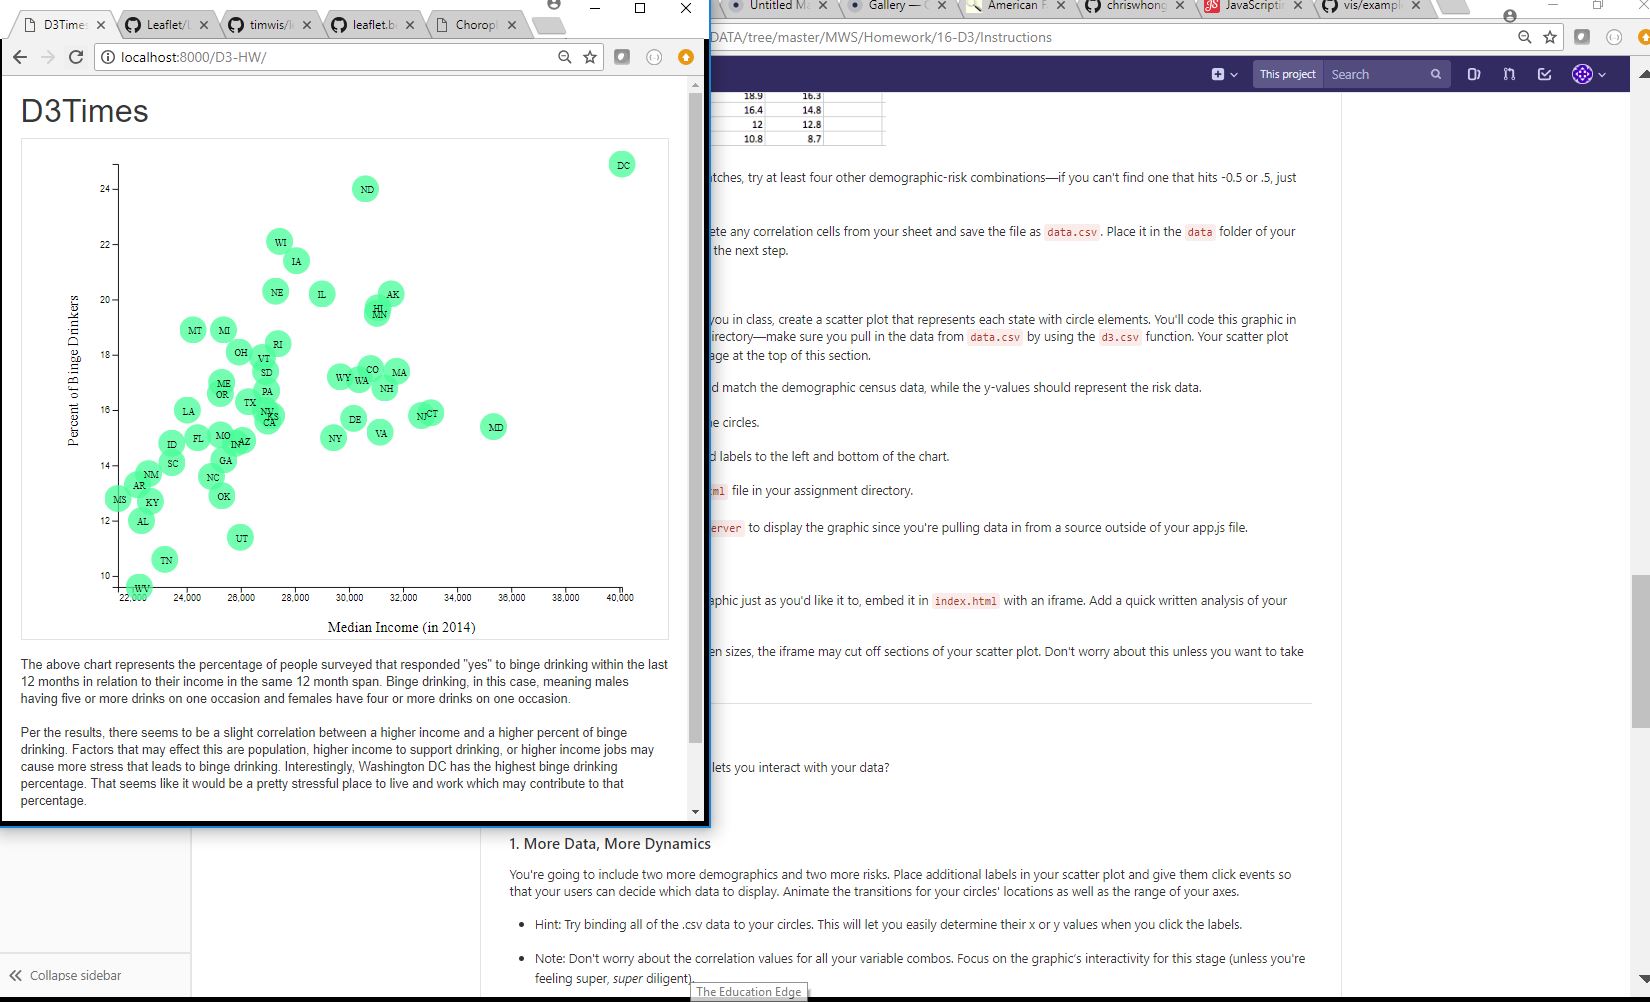 D3Time
Leaflet/L
timwis/l
leaflet.b
Chorop
localhost:8000/D3-HW/
D3Times
24
22
20
18
16
14
12
10
Percent of Binge Drinkers
DC
ND
WI
IA
NE
IL
AK
HI
MN
MT
MI
RI
OH
VT
SD
CO
WY
WA
MA
ME
OR
PA
NH
TX
LA
NV
KS
CA
DE
NJ
CT
MD
NY
VA
ID
FL
MO
IN
AZ
SC
GA
NM
NC
AR
MS
KY
OK
AL
UT
TN
WV
22,000
24,000
26,000
28,000
30,000
32,000
34,000
36,000
38,000
40,000
Median Income (in 2014)
The above chart represents the percentage of people surveyed that responded "yes" to binge drinking within the last
12 months in relation to their income in the same 12 month span. Binge drinking, in this case, meaning males
having five or more drinks on one occasion and females have four or more drinks on one occasion.
Per the results, there seems to be a slight correlation between a higher income and a higher percent of binge
drinking. Factors that may effect this are population, higher income to support drinking, or higher income jobs may
cause more stress that leads to binge drinking. Interestingly, Washington DC has the highest binge drinking
percentage. That seems like it would be a pretty stressful place to live and work which may contribute to that
percentage.
Untitled Ma
Gallery —
American F
chriswhong
JavaScripti
vis/exampl
DATA/tree/master/MWS/Homework/16-D3/Instructions
This project
Search
18.9 16.3
16.4 14.8
12 12.8
10.8 8.7
tches, try at least four other demographic-risk combinations—if you can't find one that hits -0.5 or .5, just
ete any correlation cells from your sheet and save the file as data.csv. Place it in the data folder of your
the next step.
you in class, create a scatter plot that represents each state with circle elements. You'll code this graphic in
irectory—make sure you pull in the data from data.csv by using the d3.csv function. Your scatter plot
age at the top of this section.
d match the demographic census data, while the y-values should represent the risk data.
e circles.
d labels to the left and bottom of the chart.
ml file in your assignment directory.
erver to display the graphic since you're pulling data in from a source outside of your app.js file.
aphic just as you'd like it to, embed it in index.html with an iframe. Add a quick written analysis of your
en sizes, the iframe may cut off sections of your scatter plot. Don't worry about this unless you want to take
lets you interact with your data?
1. More Data, More Dynamics
You're going to include two more demographics and two more risks. Place additional labels in your scatter plot and give them click events so
that your users can decide which data to display. Animate the transitions for your circles' locations as well as the range of your axes.
Hint: Try binding all of the .csv data to your circles. This will let you easily determine their x or y values when you click the labels.
Note: Don't worry about the correlation values for all your variable combos. Focus on the graphic's interactivity for this stage (unless you're
feeling super, super diligent).
The Education Edge
Collapse sidebar